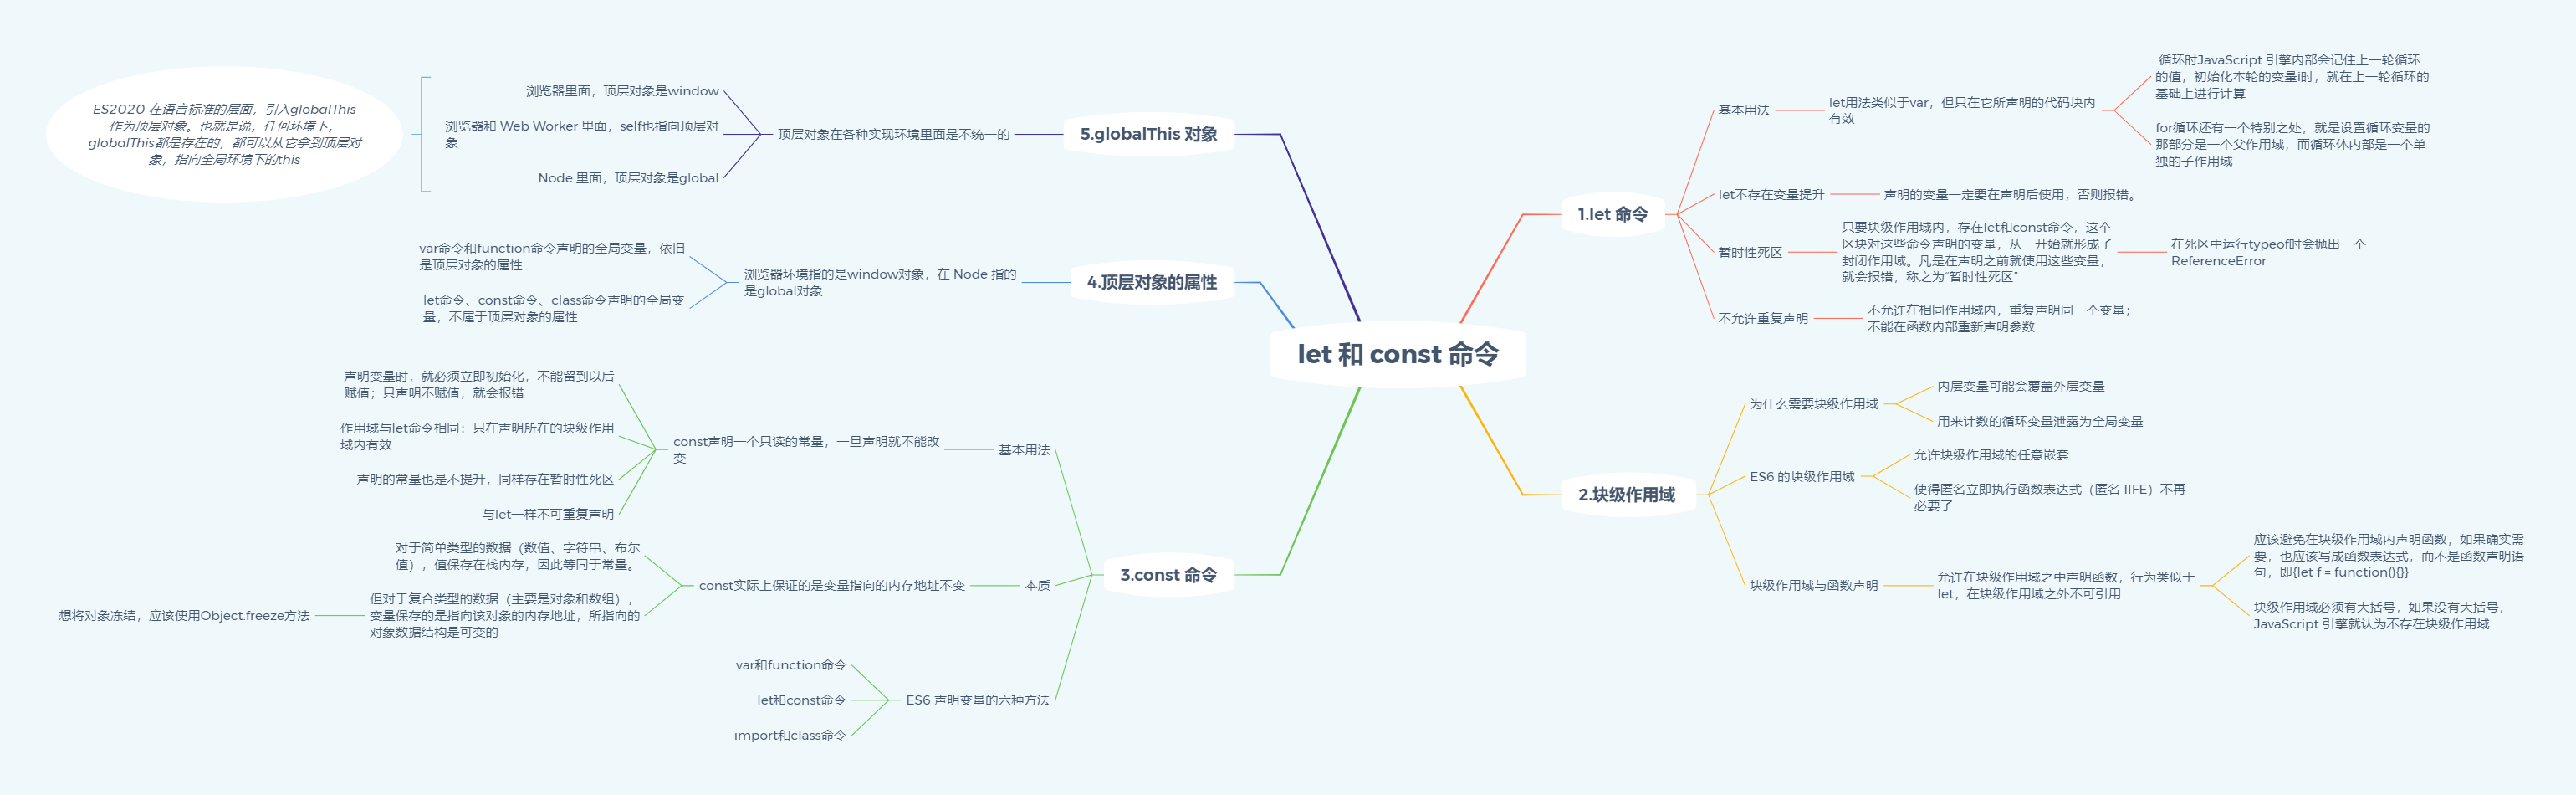 let 和 const 命令
1.let 命令
基本用法
let用法类似于var，但只在它所声明的代码块内
有效
循环时JavaScript 引擎内部会记住上一轮循环
的值，初始化本轮的变量i时，就在上一轮循环的
基础上进行计算
for循环还有一个特别之处，就是设置循环变量的
那部分是一个父作用域，而循环体内部是一个单
独的子作用域
let不存在变量提升
声明的变量一定要在声明后使用，否则报错。
暂时性死区
只要块级作用域内，存在let和const命令，这个
区块对这些命令声明的变量，从一开始就形成了
封闭作用域。凡是在声明之前就使用这些变量，
就会报错，称之为“暂时性死区”
在死区中运行typeof时会抛出一个
ReferenceError
不允许重复声明
不允许在相同作用域内，重复声明同一个变量；
不能在函数内部重新声明参数
2.块级作用域
为什么需要块级作用域
内层变量可能会覆盖外层变量
用来计数的循环变量泄露为全局变量
ES6 的块级作用域
允许块级作用域的任意嵌套
使得匿名立即执行函数表达式（匿名 IIFE）不再
必要了
块级作用域与函数声明
允许在块级作用域之中声明函数，行为类似于
let，在块级作用域之外不可引用
应该避免在块级作用域内声明函数，如果确实需
要，也应该写成函数表达式，而不是函数声明语
句，即{let f = function(){}}
块级作用域必须有大括号，如果没有大括号，
JavaScript 引擎就认为不存在块级作用域
3.const 命令
基本用法
const声明一个只读的常量，一旦声明就不能改
变
声明变量时，就必须立即初始化，不能留到以后
赋值；只声明不赋值，就会报错
作用域与let命令相同：只在声明所在的块级作用
域内有效
声明的常量也是不提升，同样存在暂时性死区
与let一样不可重复声明
本质
const实际上保证的是变量指向的内存地址不变
对于简单类型的数据（数值、字符串、布尔
值），值保存在栈内存，因此等同于常量。
但对于复合类型的数据（主要是对象和数组），
变量保存的是指向该对象的内存地址，所指向的
对象数据结构是可变的
想将对象冻结，应该使用Object.freeze方法
ES6 声明变量的六种方法
var和function命令
let和const命令
import和class命令
4.顶层对象的属性
浏览器环境指的是window对象，在 Node 指的
是global对象
var命令和function命令声明的全局变量，依旧
是顶层对象的属性
let命令、const命令、class命令声明的全局变
量，不属于顶层对象的属性
5.globalThis 对象
顶层对象在各种实现环境里面是不统一的
浏览器里面，顶层对象是window
浏览器和 Web Worker 里面，self也指向顶层对
象
Node 里面，顶层对象是global
ES2020 在语言标准的层面，引入globalThis
作为顶层对象。也就是说，任何环境下，
globalThis都是存在的，都可以从它拿到顶层对
象，指向全局环境下的this